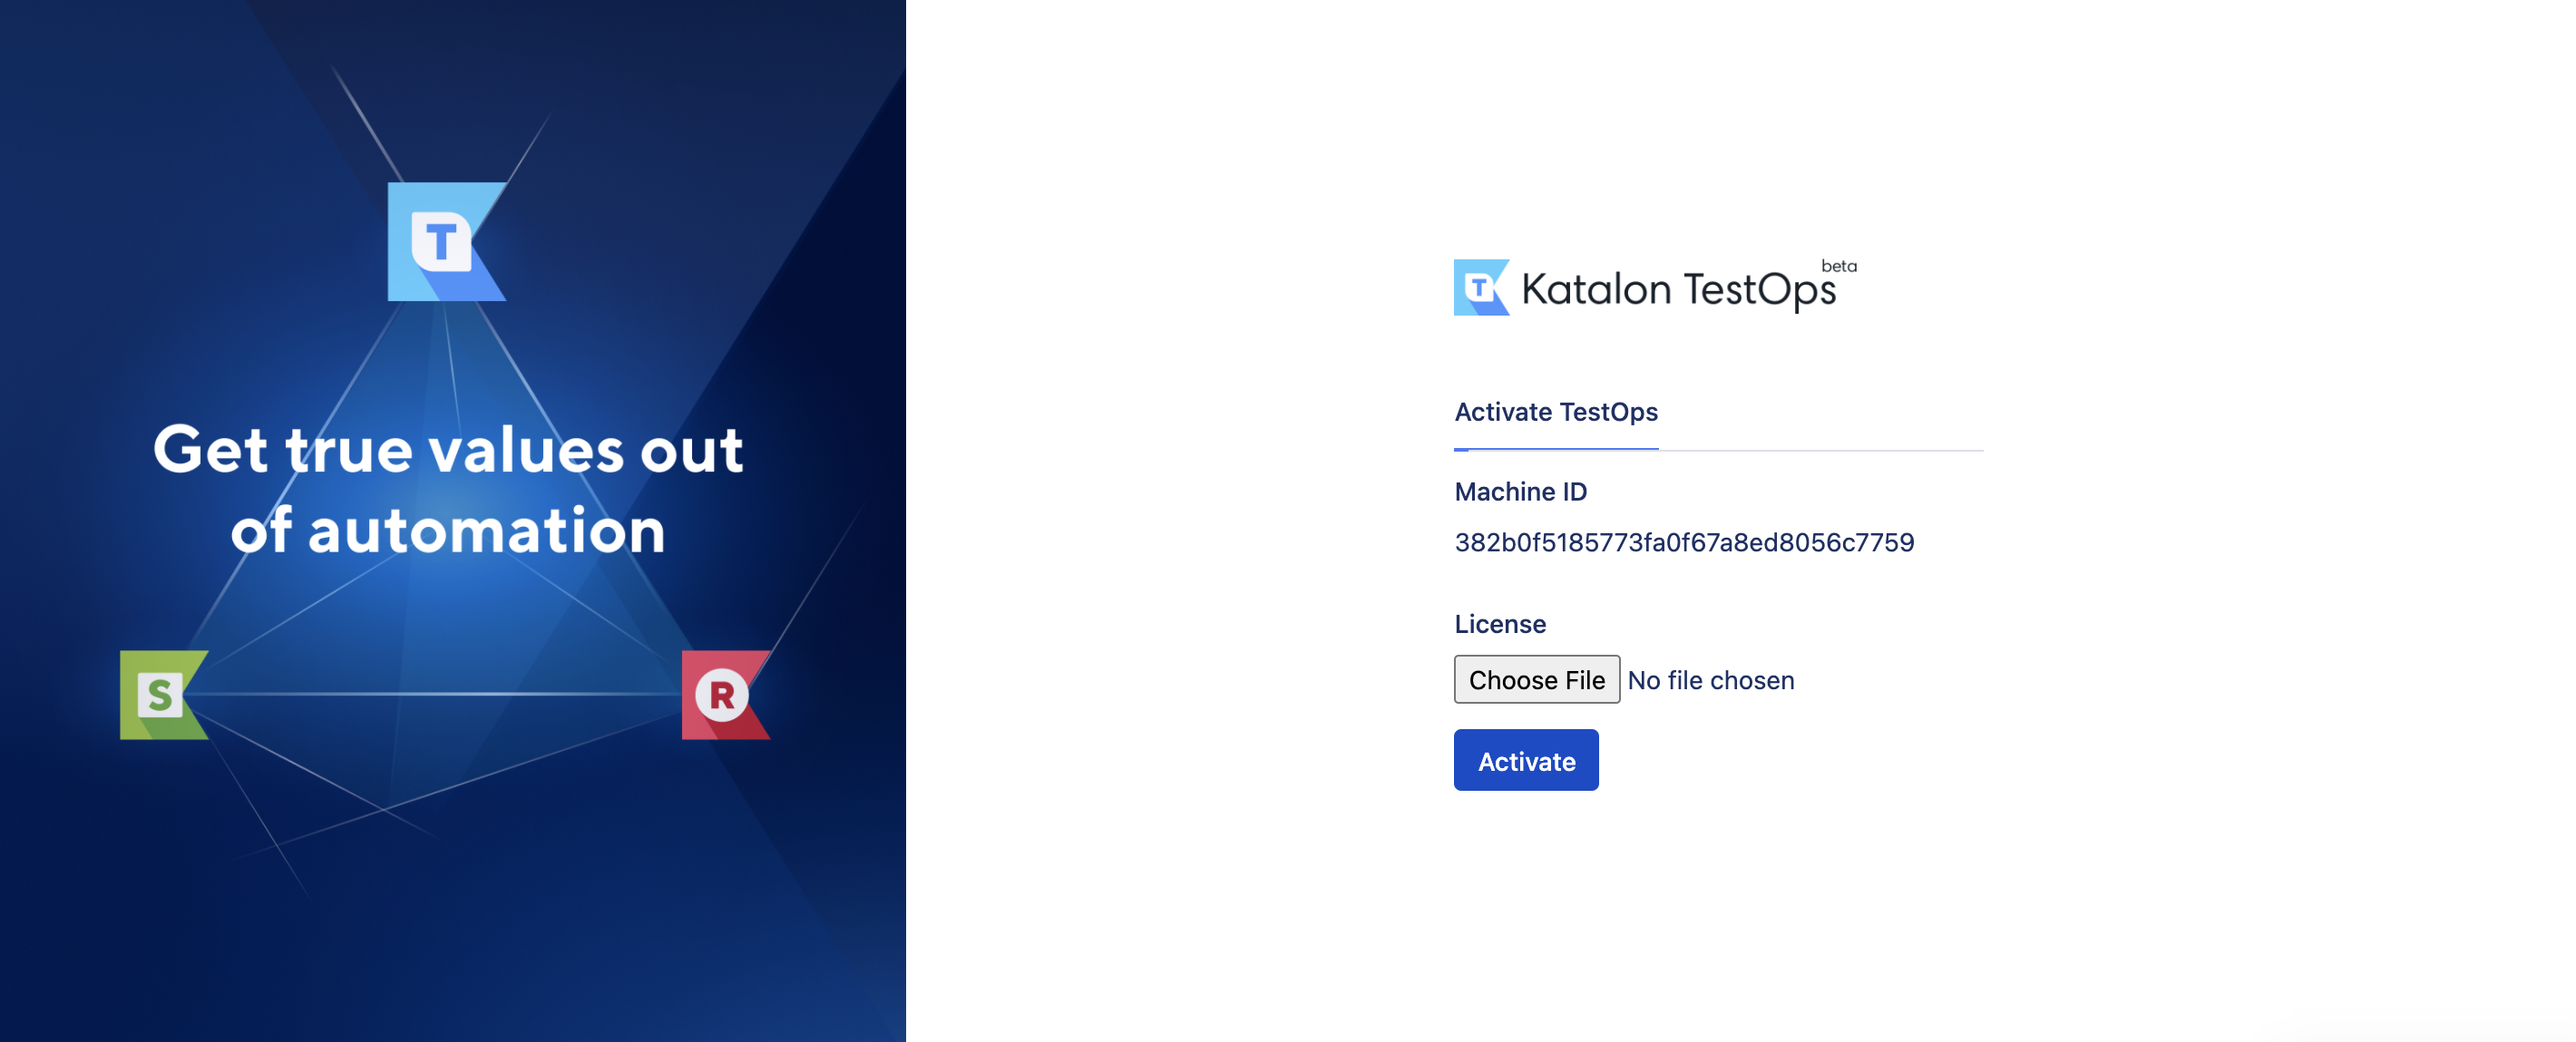 T
Get true values out
of automation
S
R
T
Katalon TestOps beta
Activate TestOps
Machine ID
382b0f5185773fa0f67a8ed8056c7759
License
Choose File No file chosen
Activate